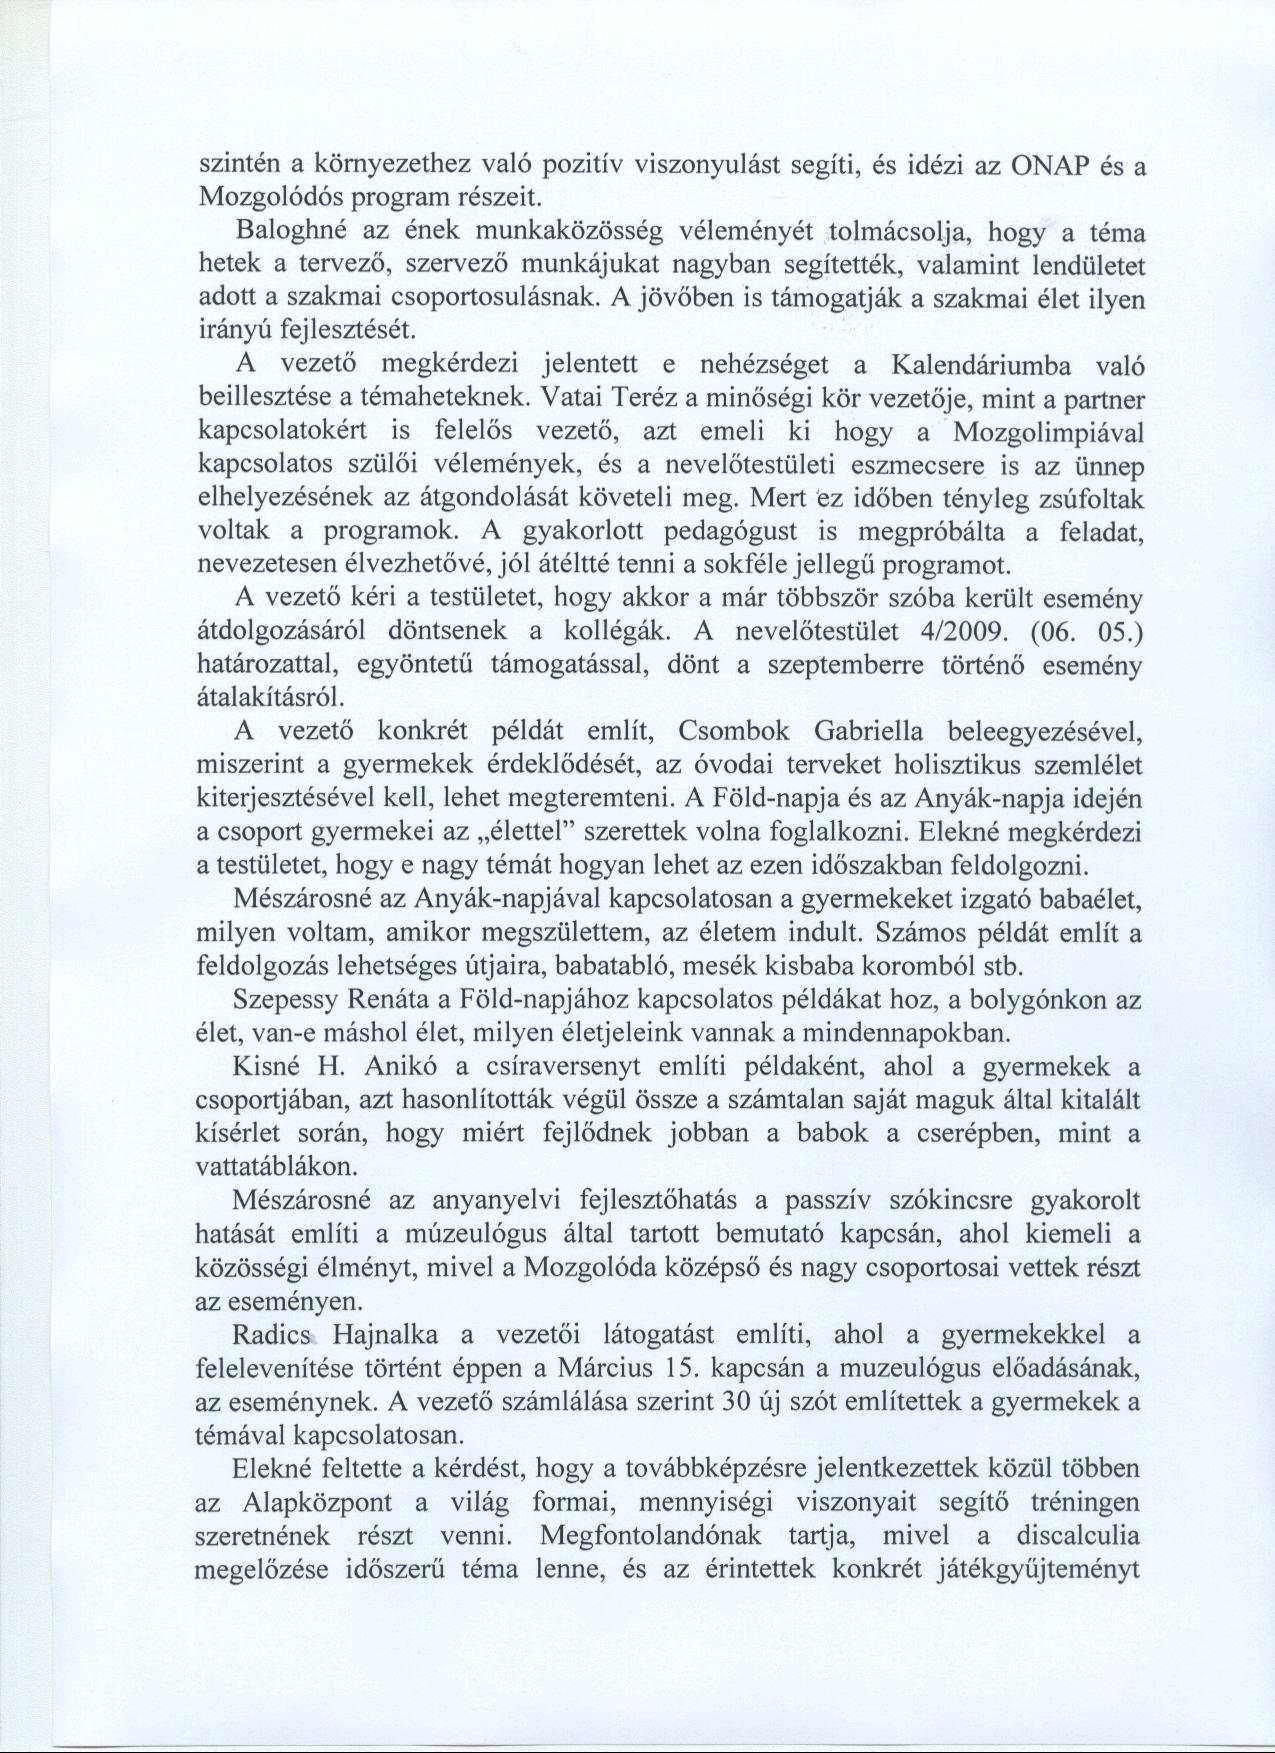 szintén a környezethez való pozitív viszonyulást segíti, és idézi az ONAP és a
Mozgolódós program részeit.
Baloghné az ének munkaközösség véleményét tolmácsolja, hogy a téma
hetek a tervező, szervező munkájukat nagyban segítették, valamint lendületet
adott a szakmai csoportosulásnak. A jövőben is támogatják a szakmai élet ilyen
irányú fejlesztését.
A vezető megkérdezi jelentett e nehézséget a Kalendáriumba való
beillesztése a témaheteknek. Vatai Teréz a minőségi kör vezetője, mint a partner
kapcsolatokért is felelős vezető, azt emeli ki hogy a Mozgolimpiával
kapcsolatos szülői vélemények, és a nevelőtestületi eszmecsere is az ünnep
elhelyezésének az átgondolását követeli meg. Mert ez időben tényleg zsúfoltak
voltak a programok. A gyakorlott pedagógust is megpróbálta a feladat,
nevezetesen élvezhetővé, jól átéltté tenni a sokféle jellegű programot.
A vezető kéri a testületet, hogy akkor a már többször szóba került esemény
átdolgozásáról döntsenek a kollégák. A nevelőtestület 4/2009. (06. 05.)
határozattal, egyöntetű támogatással, dönt a szeptemberre történő esemény
átalakításról.
A vezető konkrét példát említ, Csombok Gabriella beleegyezésével,
miszerint a gyermekek érdeklődését, az óvodai terveket holisztikus szemlélet
kiterjesztésével kell, lehet megteremteni. A Föld-napja és az Anyák-napja idején
a csoport gyermekei az „élettel” szerettek volna foglalkozni. Elekné megkérdezi
a testületet, hogy e nagy témát hogyan lehet az ezen időszakban feldolgozni.
Mészárosné az Anyák-napjával kapcsolatosan a gyermekeket izgató babaélet,
milyen voltam, amikor megszülettem, az életem indult. Számos példát említ a
feldolgozás lehetséges útjaira, babatabló, mesék kisbaba koromból stb.
Szepessy Renáta a Föld-napjához kapcsolatos példákat hoz, a bolygónkon az
élet, van-e máshol élet, milyen életjeleink vannak a mindennapokban.
Kisné H. Anikó a csíraversenyt említi példaként, ahol a gyermekek a
csoportjában, azt hasonlították végül össze a számtalan saját maguk által kitalált
kísérlet során, hogy miért fejlődnek jobban a babok a cserépben, mint a
vattatáblákon.
Mészárosné az anyanyelvi fejlesztőhatás a passzív szókincsre gyakorolt
hatását említi a múzeulógus által tartott bemutató kapcsán, ahol kiemeli a
közösségi élményt, mivel a Mozgolóda középső és nagy csoportosai vettek részt
az eseményen.
Radics Hajnalka a vezetői látogatást említi, ahol a gyermekekkel a
felelevenítése történt éppen a Március 15. kapcsán a muzeulógus előadásának,
az eseménynek. A vezető számlálása szerint 30 új szót említettek a gyermekek a
témával kapcsolatosan.
Elekné feltette a kérdést, hogy a továbbképzésre jelentkezettek közül többen
az Alapközpont a világ formai, mennyiségi viszonyait segítő tréningen
szeretnének részt venni. Megfontolandónak tartja, mivel a discalculia
megelőzése időszerű téma lenne, és az érintettek konkrét játékgyűjteményt